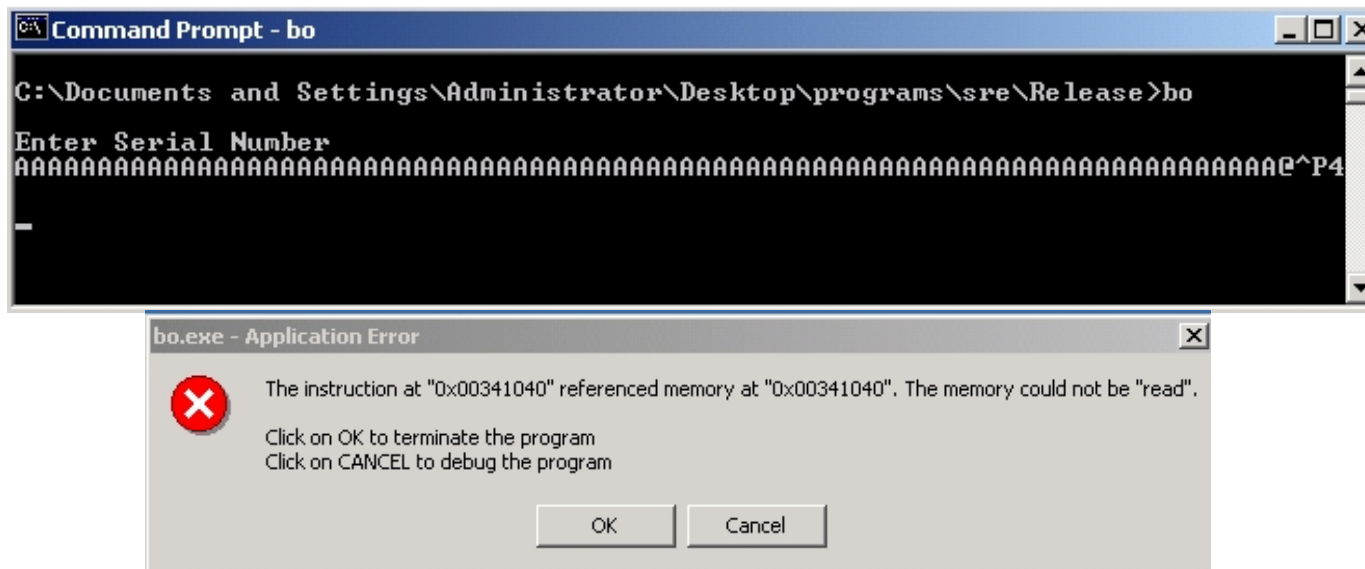 Command Prompt - bo
C:\Documents and Settings\Administrator\Desktop\programs\sre\Release>bo
Enter Serial Number
AAAAAAAAAAAAAAAAAAAAAAAAAAAAAAAAAAAAAAAAAAAAAAAAAAAAAAAAAAAAAAAAAAAAAAAAAAAA@^P4
bo.exe - Application Error
The instruction at "0x00341040" referenced memory at "0x00341040". The memory could not be "read".
Click on OK to terminate the program
Click on CANCEL to debug the program
OK
Cancel